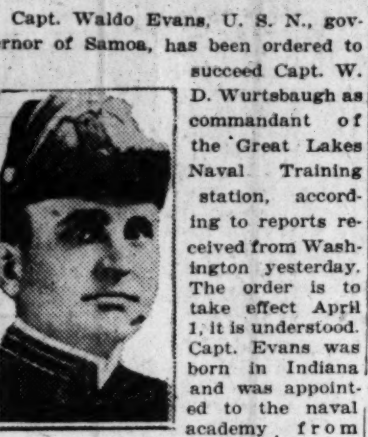 Capt. Waldo Evans, U. S. N., gov-
ernor of Samoa, has been ordered to
succeed Capt. W.
D. Wurtsbaugh as
commandant of
the Great Lakes
Naval Training
station, accord-
ing to reports re-
ceived from Wash-
ington yesterday.
The order is to
take effect April
1, it is understood.
Capt. Evans was
born in Indiana
and was appoint-
ed to the naval
academy from